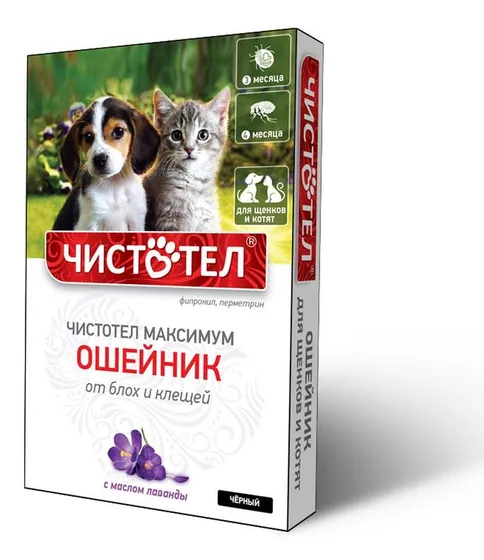 3 месяца
4 месяца
для щенков
и котят
ЧИСТОТЕЛ®
фипронил, перметрин
ЧИСТОТЕЛ МАКСИМУМ
ОШЕЙНИК
от блох и клещей
с маслом лаванды
ЧЁРНЫЙ
ЧИСТОТЕЛ®
ОШЕЙНИК
ДЛЯ ЩЕНКОВ И КОТЯТ